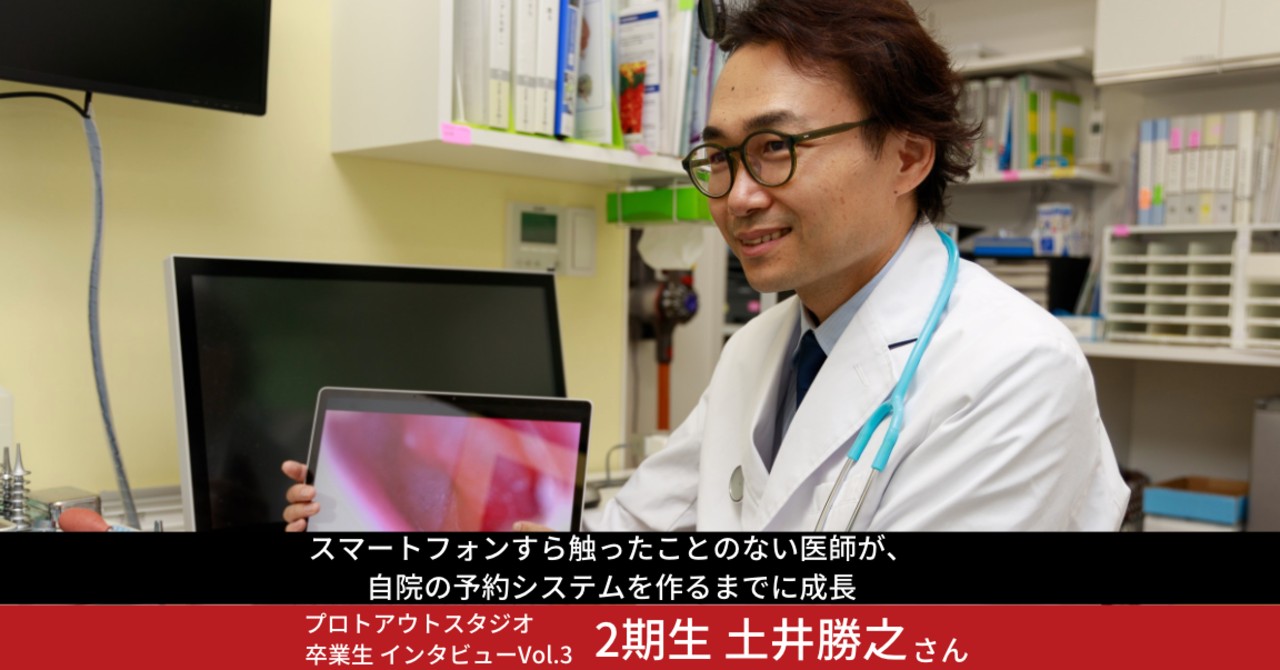 スマートフォンすら触ったことのない医師が、
自院の予約システムを作るまでに成長
プロトアウトスタジオ
卒業生 インタビューVol.3
2期生 土井勝之さん